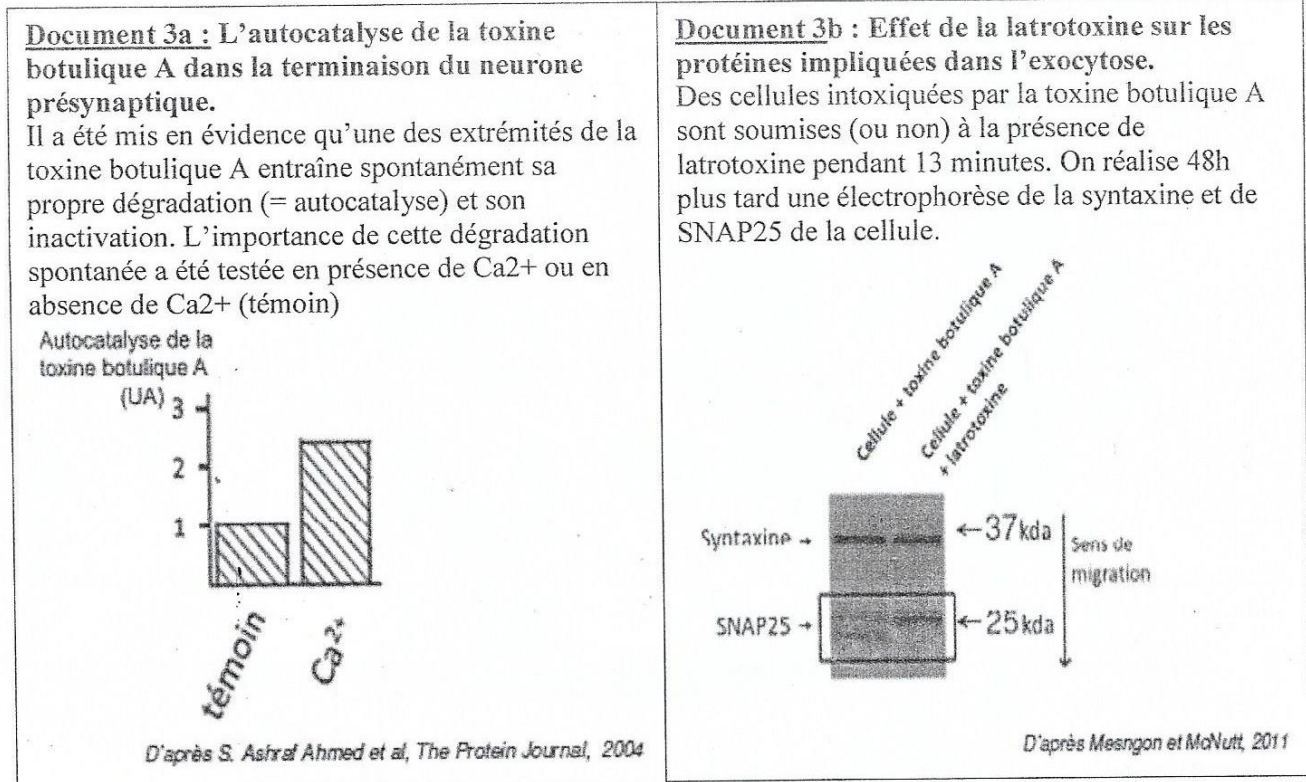 Document 3a : L'autocatalyse de la toxine
botulique A dans la terminaison du neurone
présynaptique.
Il a été mis en évidence qu'une des extrémités de la
toxine botulique A entraîne spontanément sa
propre dégradation (= autocatalyse) et son
inactivation. L'importance de cette dégradation
spontanée a été testée en présence de Ca2+ ou en
absence de Ca2+ (témoin)
Autocatalyse de la
toxine botulique A
(UA)
3
2
1
témoin
Ca²⁺
D'après S. Ashraf Ahmed et al, The Protein Journal, 2004
Document 3b : Effet de la latrotoxine sur les
protéines impliquées dans l'exocytose.
Des cellules intoxiquées par la toxine botulique A
sont soumises (ou non) à la présence de
latrotoxine pendant 13 minutes. On réalise 48h
plus tard une électrophorèse de la syntaxine et de
SNAP25 de la cellule.
Cellule + toxine botulique A
Cellule + toxine botulique A
+ latrotoxine
Syntaxine →
←37kda
Sens de
migration
SNAP25 →
←25kda
D'après Mesngon et McNutt, 2011